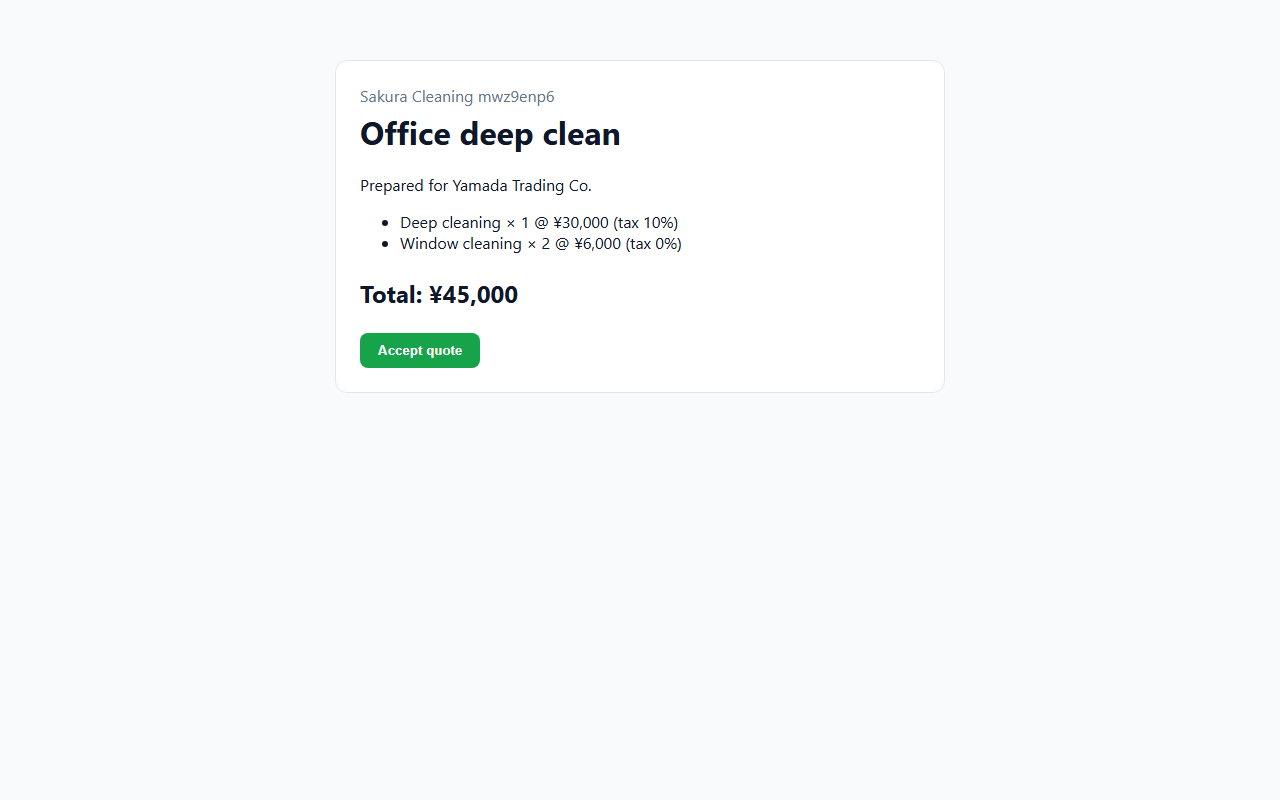 Sakura Cleaning mwz9enp6
Office deep clean
Prepared for Yamada Trading Co.
• Deep cleaning × 1 @ ¥30,000 (tax 10%)
• Window cleaning × 2 @ ¥6,000 (tax 0%)
Total: ¥45,000
Accept quote